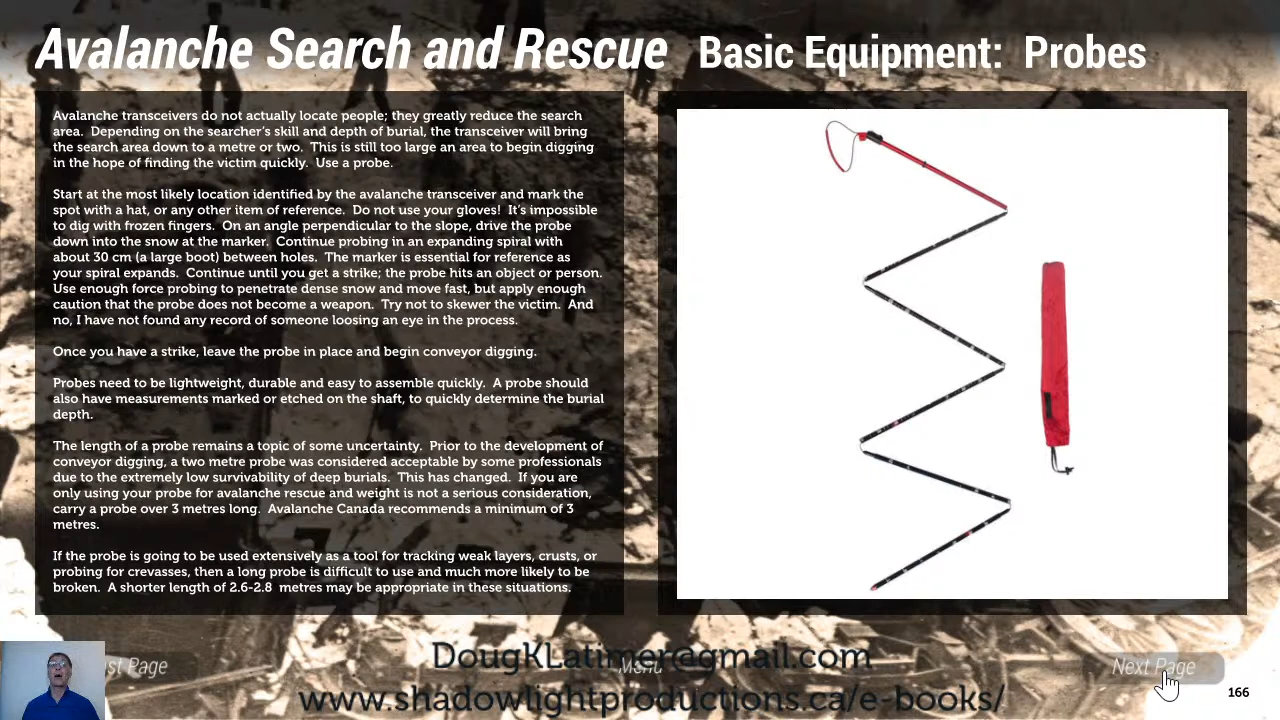 Avalanche Search and Rescue Basic Equipment: Probes
Avalanche transceivers do not actually locate people; they greatly reduce the search
area. Depending on the searcher's skill and depth of burial, the transceiver will bring
the search area down to a metre or two. This is still too large an area to begin digging
in the hope of finding the victim quickly. Use a probe.
Start at the most likely location identified by the avalanche transceiver and mark the
spot with a hat, or any other item of reference. Do not use your gloves! It's impossible
to dig with frozen fingers. On an angle perpendicular to the slope, drive the probe
down into the snow at the marker. Continue probing in an expanding spiral with
about 30 cm (a large boot) between holes. The marker is essential for reference as
your spiral expands. Continue until you get a strike; the probe hits an object or person.
Use enough force probing to penetrate dense snow and move fast, but apply enough
caution that the probe does not become a weapon. Try not to skewer the victim. And
no, I have not found any record of someone loosing an eye in the process.
Once you have a strike, leave the probe in place and begin conveyor digging.
Probes need to be lightweight, durable and easy to assemble quickly. A probe should
also have measurements marked or etched on the shaft, to quickly determine the burial
depth.
The length of a probe remains a topic of some uncertainty. Prior to the development of
conveyor digging, a two metre probe was considered acceptable by some professionals
due to the extremely low survivability of deep burials. This has changed. If you are
only using your probe for avalanche rescue and weight is not a serious consideration,
carry a probe over 3 metres long. Avalanche Canada recommends a minimum of 3
metres.
If the probe is going to be used extensively as a tool for tracking weak layers, crusts, or
probing for crevasses, then a long probe is difficult to use and much more likely to be
broken. A shorter length of 2.6-2.8 metres may be appropriate in these situations.
DougKLatimer@gmail.com
st Page Menu Next Page
www.shadowlightproductions.ca/e-books/
166